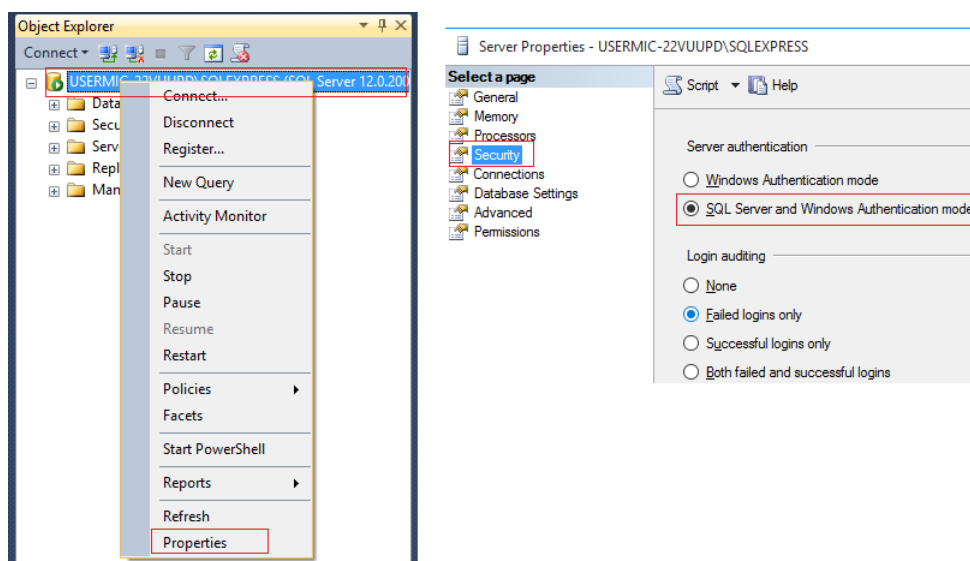 Object Explorer
Connect
USERMIC-22VUUPD\SQLEXPRESS (SQL Server 12.0.200
Data
Secu
Serv
Repl
Man
Connect...
Disconnect
Register...
New Query
Activity Monitor
Start
Stop
Pause
Resume
Restart
Policies
Facets
Start PowerShell
Reports
Refresh
Properties
Server Properties - USERMIC-22VUUPD\SQLEXPRESS
Select a page
General
Memory
Processors
Security
Connections
Database Settings
Advanced
Permissions
Script Help
Server authentication
Windows Authentication mode
SQL Server and Windows Authentication mode
Login auditing
None
Failed logins only
Successful logins only
Both failed and successful logins